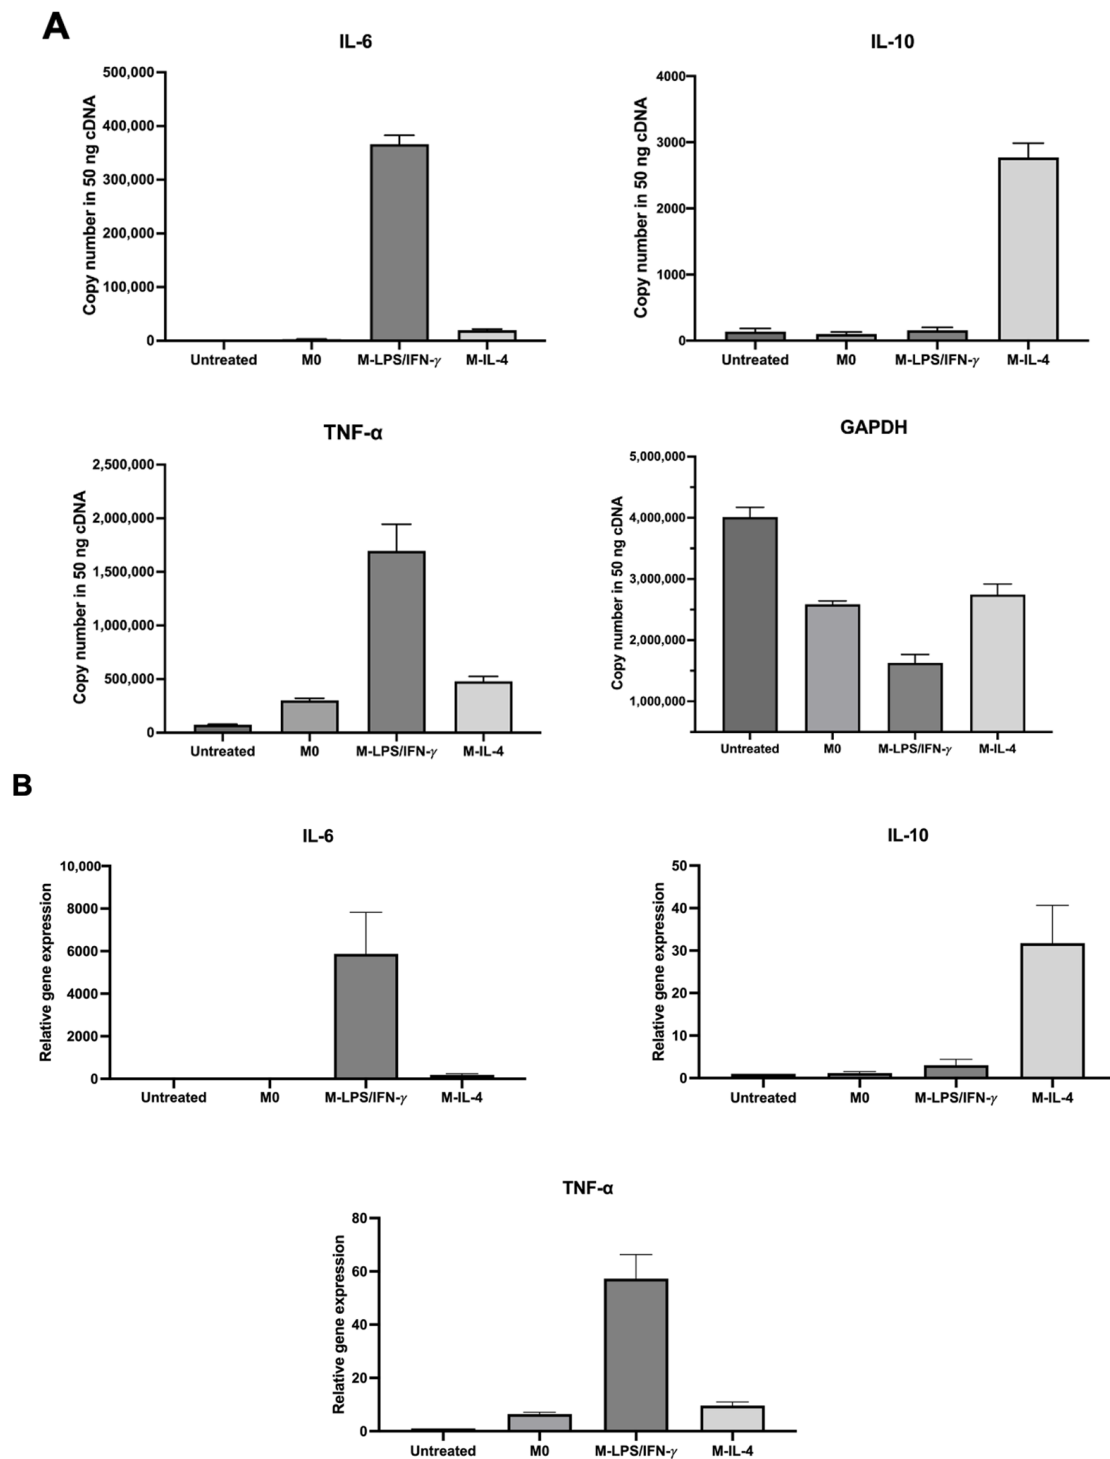 A
IL-6
Copy number in 50 ng cDNA
500,000
400,000
300,000
200,000
100,000
0
Untreated M0 M-LPS/IFN-γ M-IL-4
IL-10
Copy number in 50 ng cDNA
4000
3000
2000
1000
0
Untreated M0 M-LPS/IFN-γ M-IL-4
TNF-α
Copy number in 50 ng cDNA
2,500,000
2,000,000
1,500,000
1,000,000
500,000
0
Untreated M0 M-LPS/IFN-γ M-IL-4
GAPDH
Copy number in 50 ng cDNA
5,000,000
4,000,000
3,000,000
2,000,000
1,000,000
Untreated M0 M-LPS/IFN-γ M-IL-4
B
IL-6
Relative gene expression
10,000
8000
6000
4000
2000
0
Untreated M0 M-LPS/IFN-γ M-IL-4
IL-10
Relative gene expression
50
40
30
20
10
0
Untreated M0 M-LPS/IFN-γ M-IL-4
TNF-α
Relative gene expression
80
60
40
20
0
Untreated M0 M-LPS/IFN-γ M-IL-4